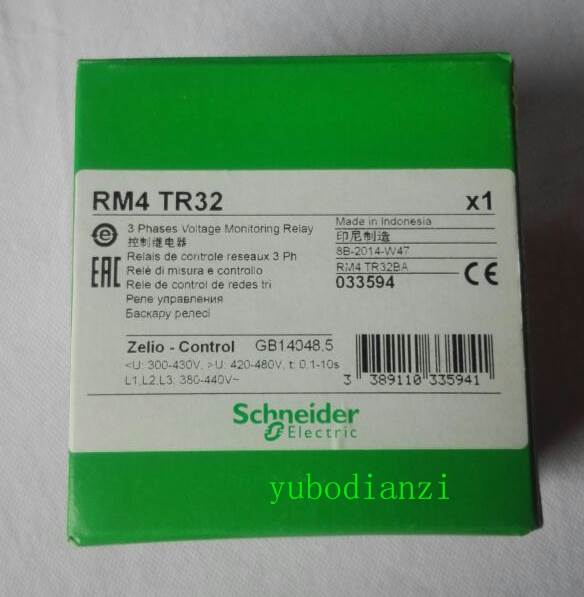 RM4 TR32
x1
3 Phases Voltage Monitoring Relay
控制继电器
Relais de controle reseaux 3 Ph
Relè di misura e controllo
Rele de control de redes tri
Реле управления
Баскару релесі
Made in Indonesia
印尼制造
8B-2014-W47
RM4 TR32BA
033594
CE
EAC
Zelio - Control GB14048.5
<U: 300-430V, >U: 420-480V, t: 0,1-10s
L1,L2,L3: 380-440V~
3 389110 335941
Schneider
Electric
yubodianzi